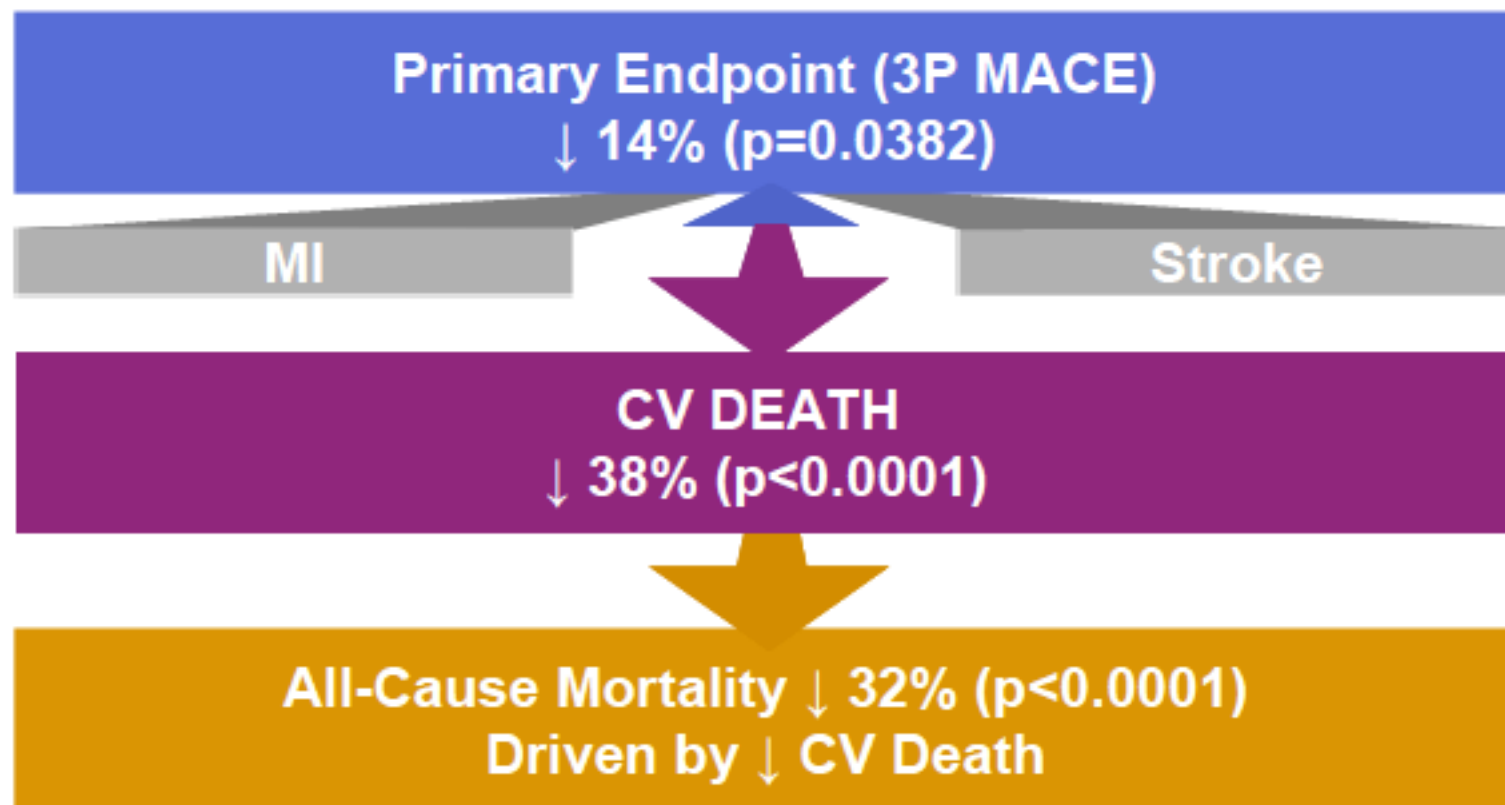 Primary Endpoint (3P MACE)
↓ 14% (p=0.0382)
MI
Stroke
CV DEATH
↓ 38% (p<0.0001)
All-Cause Mortality ↓ 32% (p<0.0001)
Driven by ↓ CV Death